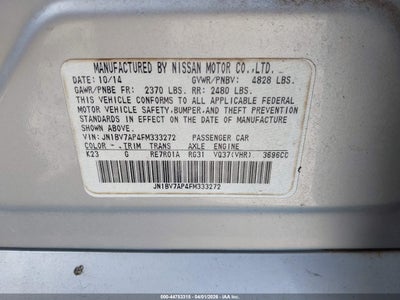 MANUFACTURED BY NISSAN MOTOR CO.,LTD.
DATE: 10/14 GVWR/PNBV: 4828 LBS.
GAWR/PNBE FR: 2370 LBS. RR: 2480 LBS.
THIS VEHICLE CONFORMS TO ALL APPLICABLE FEDERAL
MOTOR VEHICLE SAFETY, BUMPER, AND THEFT PREVENTION
STANDARDS IN EFFECT ON THE DATE OF MANUFACTURE
SHOWN ABOVE.
VIN:JN1BV7AP4FM333272 PASSENGER CAR
COLOR - .TRIM TRANS AXLE ENGINE
K23 G RE7R01A RG31 VQ37(VHR) 3696CC
JN1BV7AP4FM333272
000-44753315 - 04/01/2026 - IAAI.COM